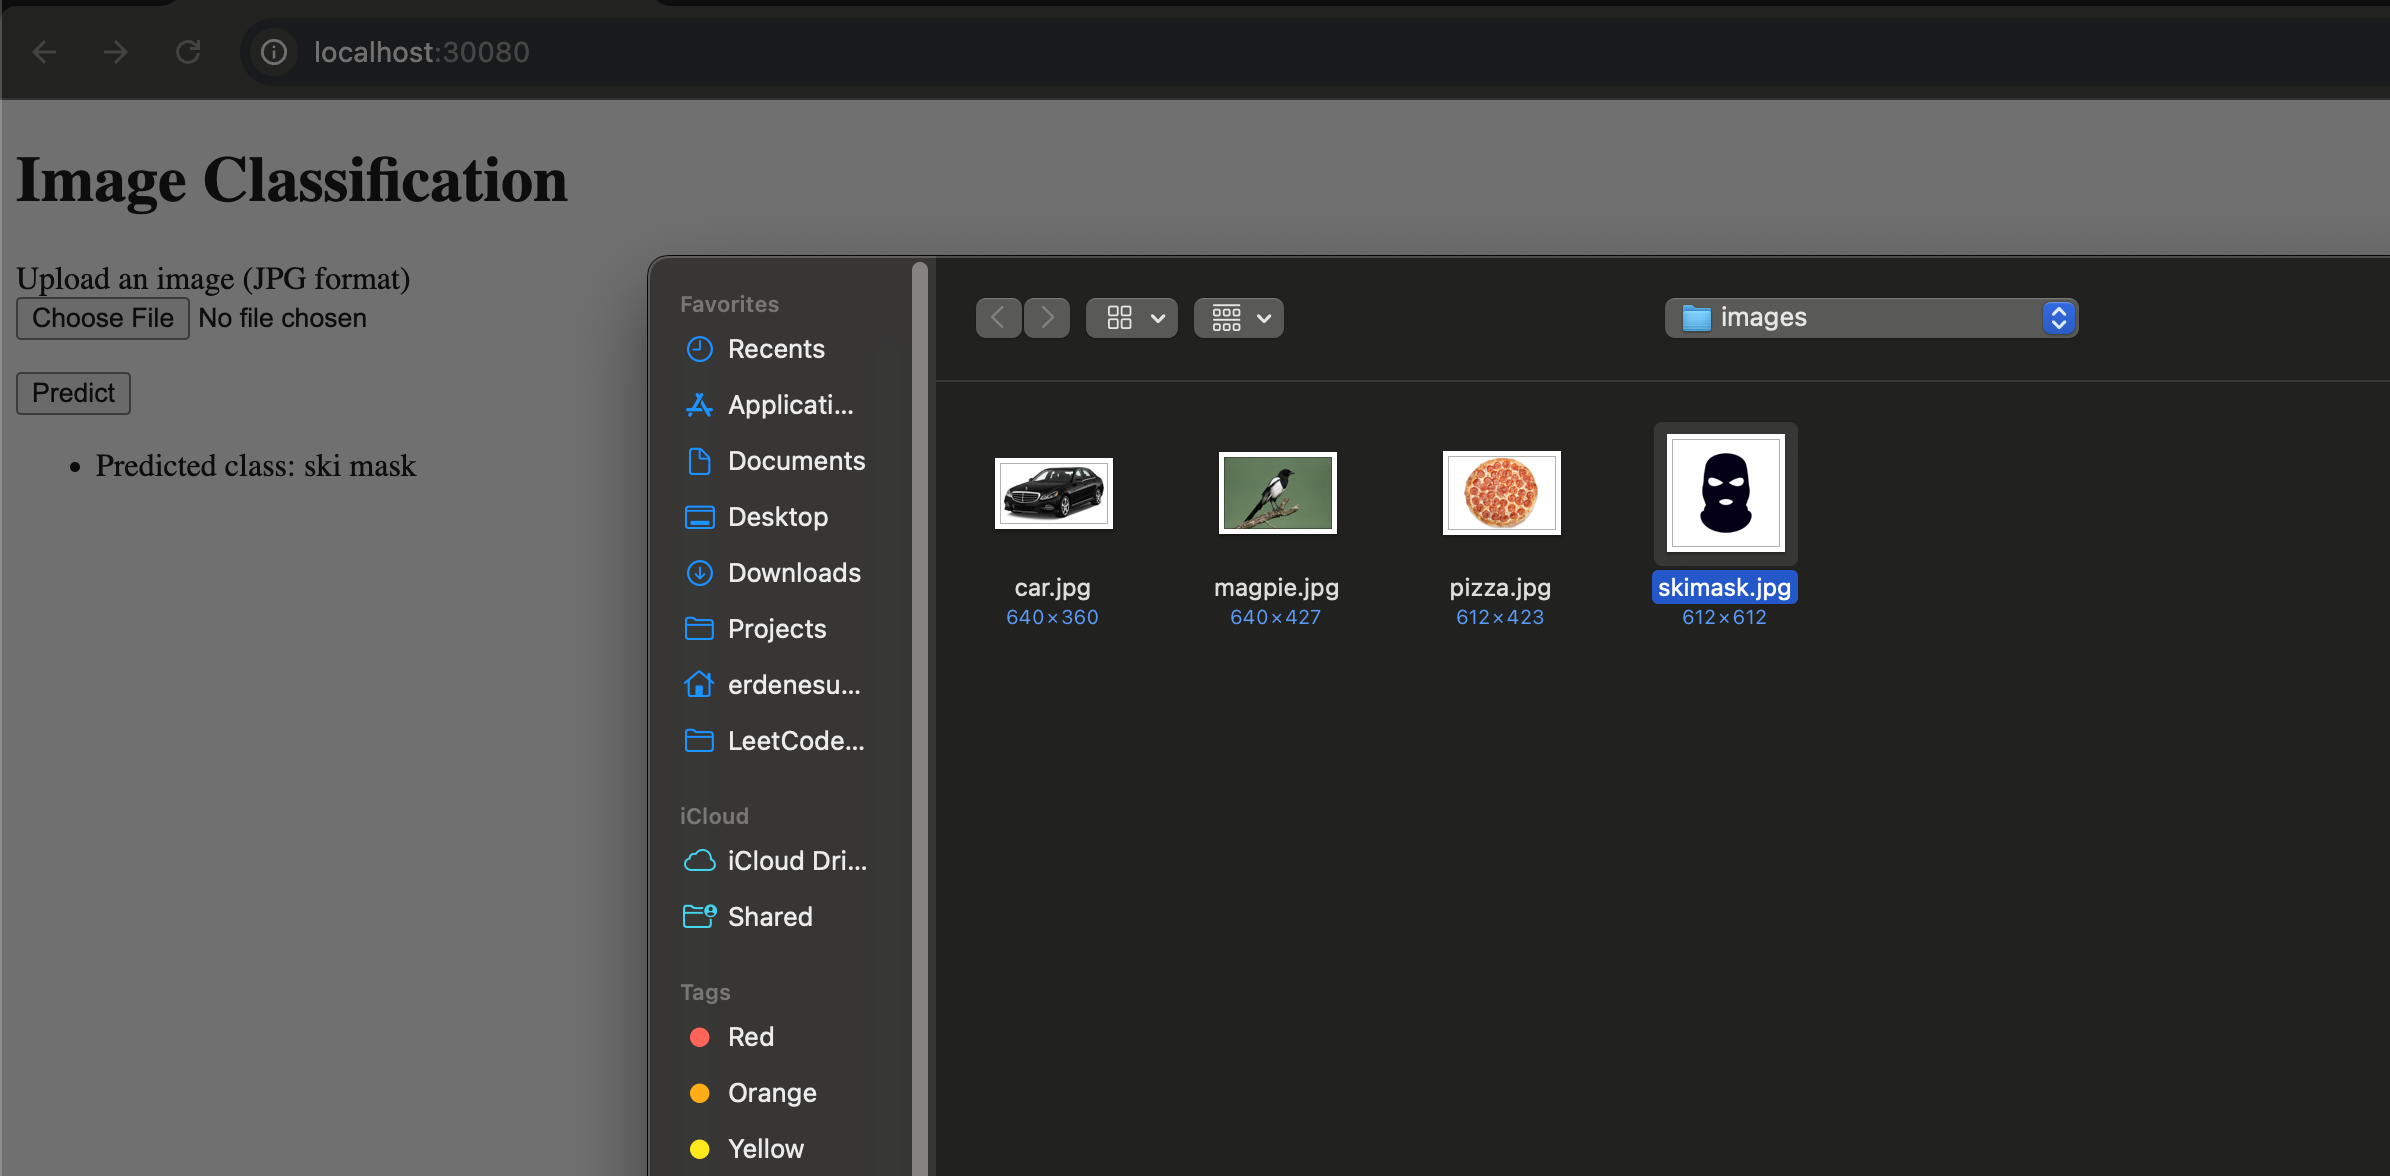 localhost:30080
Image Classification
Upload an image (JPG format)
Choose File No file chosen
Predict
Predicted class: ski mask
Favorites
Recents
Applicati...
Documents
Desktop
Downloads
Projects
erdenesu...
LeetCode...
iCloud
iCloud Dri...
Shared
Tags
Red
Orange
Yellow
images
car.jpg
640×360
magpie.jpg
640×427
pizza.jpg
612×423
skimask.jpg
612×612